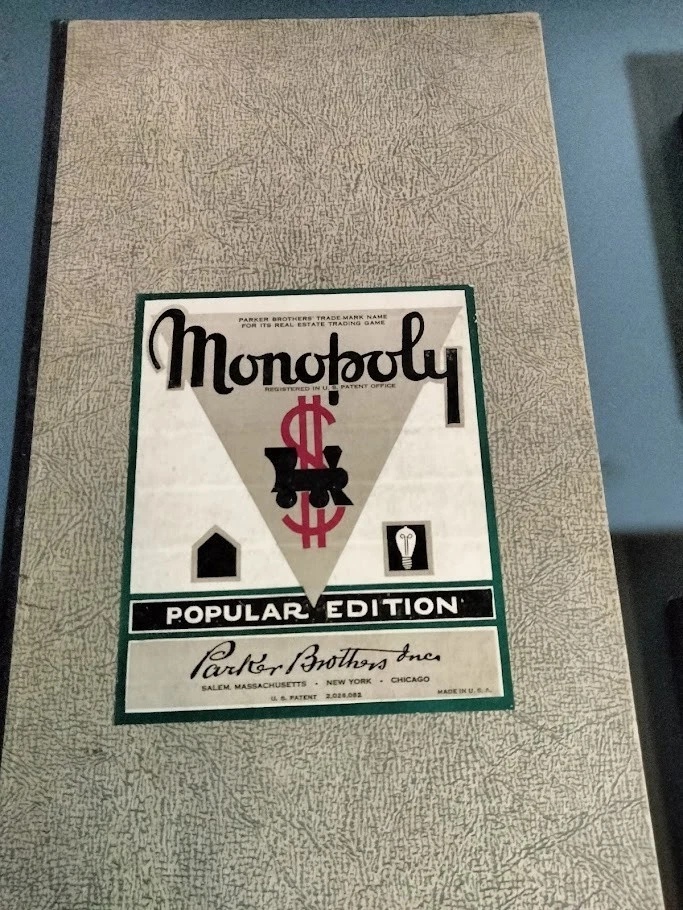 PARKER BROTHERS' TRADE MARK NAME
FOR ITS REAL ESTATE TRADING GAME
Monopoly
REGISTERED IN U. S. PATENT OFFICE
$
POPULAR EDITION
Parker Brothers Inc.
SALEM, MASSACHUSETTS • NEW YORK • CHICAGO
U. S. PATENT 2,026,082
MADE IN U. S. A.